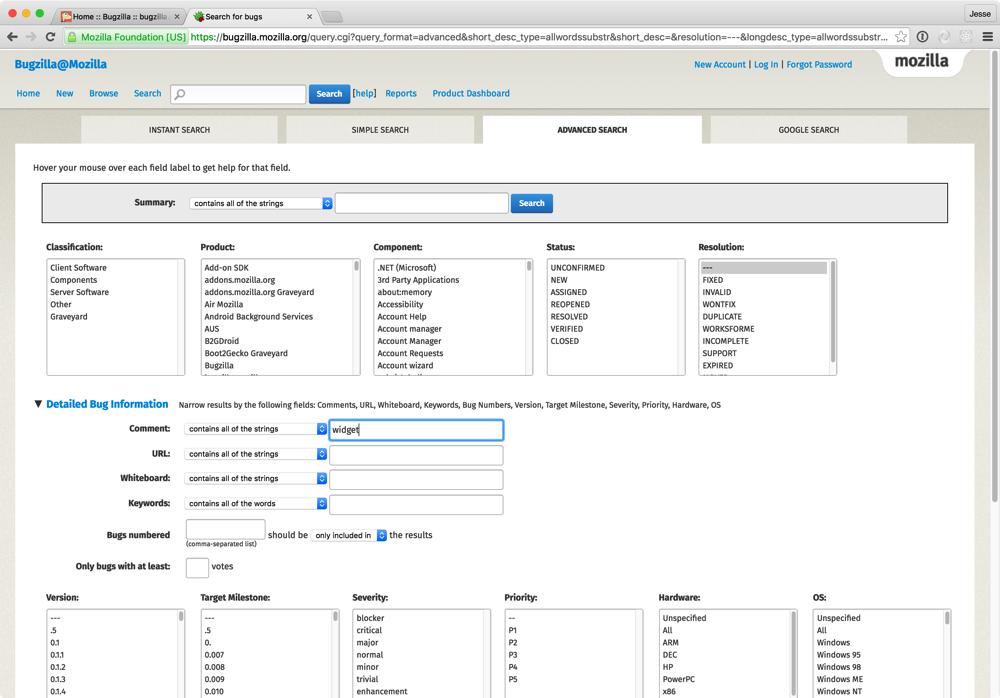 Home :: Bugzilla :: bugzilla
Search for bugs
Jesse
Mozilla Foundation [US]
https://bugzilla.mozilla.org/query.cgi?query_format=advanced&short_desc_type=allwordssubstr&short_desc=&resolution=---&longdesc_type=allwordssubstr...
Bugzilla@Mozilla
New Account | Log In | Forgot Password
mozilla
Home New Browse Search Search [help] Reports Product Dashboard
INSTANT SEARCH SIMPLE SEARCH ADVANCED SEARCH GOOGLE SEARCH
Hover your mouse over each field label to get help for that field.
Summary: contains all of the strings Search
Classification: Product: Component: Status: Resolution:
Client Software Add-on SDK .NET (Microsoft) UNCONFIRMED ---
Components addons.mozilla.org 3rd Party Applications NEW FIXED
Server Software addons.mozilla.org Graveyard about:memory ASSIGNED INVALID
Other Air Mozilla Accessibility REOPENED WONTFIX
Graveyard Android Background Services Account Help RESOLVED DUPLICATE
AUS Account manager VERIFIED WORKSFORME
B2GDroid Account Manager CLOSED INCOMPLETE
Boot2Gecko Graveyard Account Requests SUPPORT
Bugzilla Account wizard EXPIRED
▼ Detailed Bug Information Narrow results by the following fields: Comments, URL, Whiteboard, Keywords, Bug Numbers, Version, Target Milestone, Severity, Priority, Hardware, OS
Comment: contains all of the strings widget
URL: contains all of the strings
Whiteboard: contains all of the strings
Keywords: contains all of the words
Bugs numbered should be only included in the results
(comma-separated list)
Only bugs with at least: votes
Version: Target Milestone: Severity: Priority: Hardware: OS:
--- --- blocker -- Unspecified Unspecified
.5 .5 critical P1 All All
0.1 0. major P2 ARM Windows
0.1.1 0.007 normal P3 DEC Windows 95
0.1.2 0.008 minor P4 HP Windows 98
0.1.3 0.009 trivial P5 PowerPC Windows ME
0.1.4 0.010 enhancement x86 Windows NT